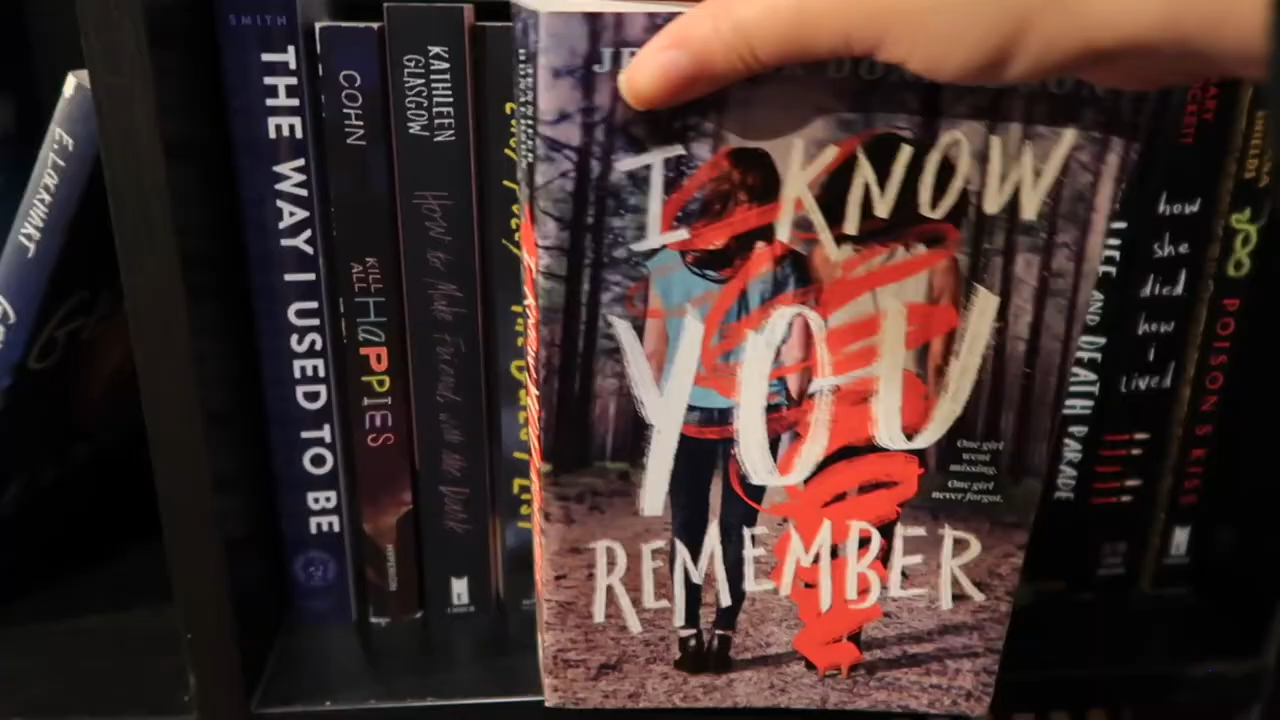 E. LOCKHART
SMITH
THE WAY I USED TO BE
COHN
KILL
ALL
HAPPIES
HYPERION
KATHLEEN
GLASGOW
How to Make Friends with the Dark
I KNOW
YOU
REMEMBER
One girl
went
missing.
One girl
never forgot.
LIFE AND DEATH PARADE
how
she
died
how
i
lived
POISON'S KISS